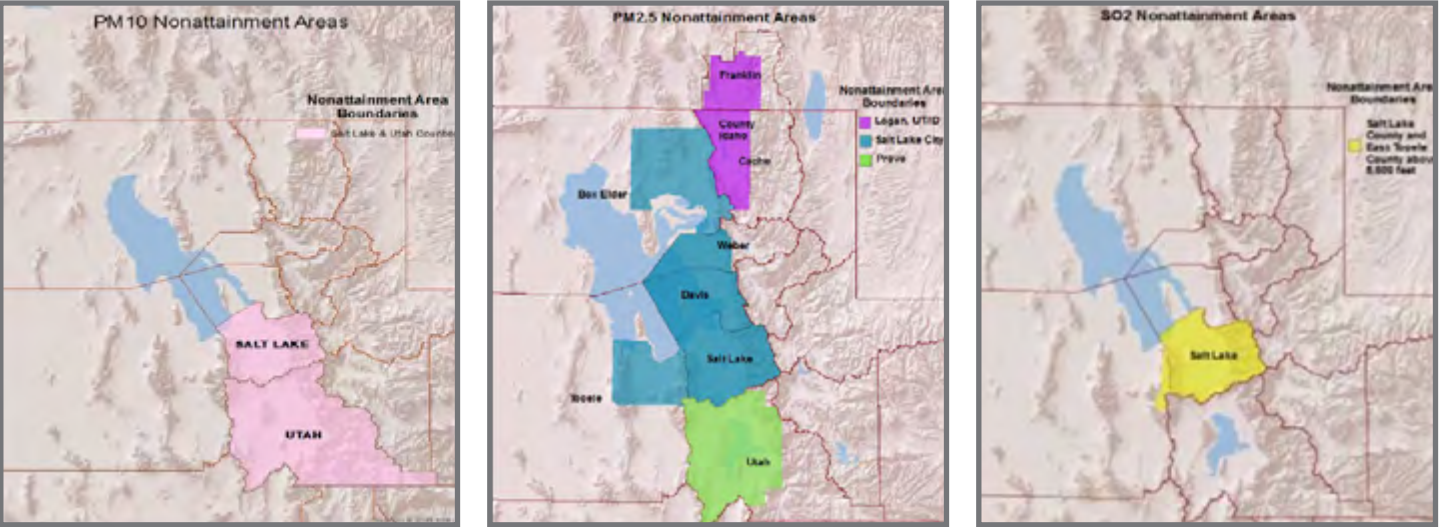 PM10 Nonattainment Areas
Nonattainment Area
Boundaries
Salt Lake & Utah Counties
SALT LAKE
UTAH
PM2.5 Nonattainment Areas
Nonattainment Area
Boundaries
Logan, UT/ID
Salt Lake City
Provo
Franklin
County
Idaho
Cache
Box Elder
Weber
Davis
Salt Lake
Tooele
Utah
SO2 Nonattainment Areas
Nonattainment Are
Boundaries
Salt Lake
County and
East Tooele
County above
5,600 feet
Salt Lake